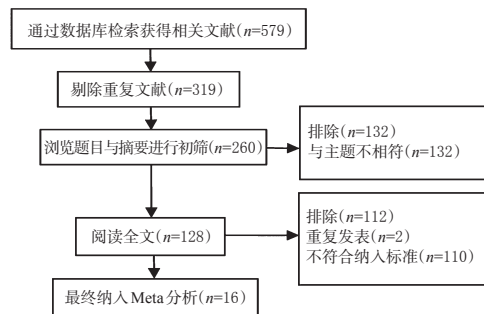 通过数据库检索获得相关文献(n=579)
剔除重复文献(n=319)
浏览题目与摘要进行初筛(n=260)
排除(n=132)
与主题不相符(n=132)
阅读全文(n=128)
排除(n=112)
重复发表(n=2)
不符合纳入标准(n=110)
最终纳入Meta分析(n=16)